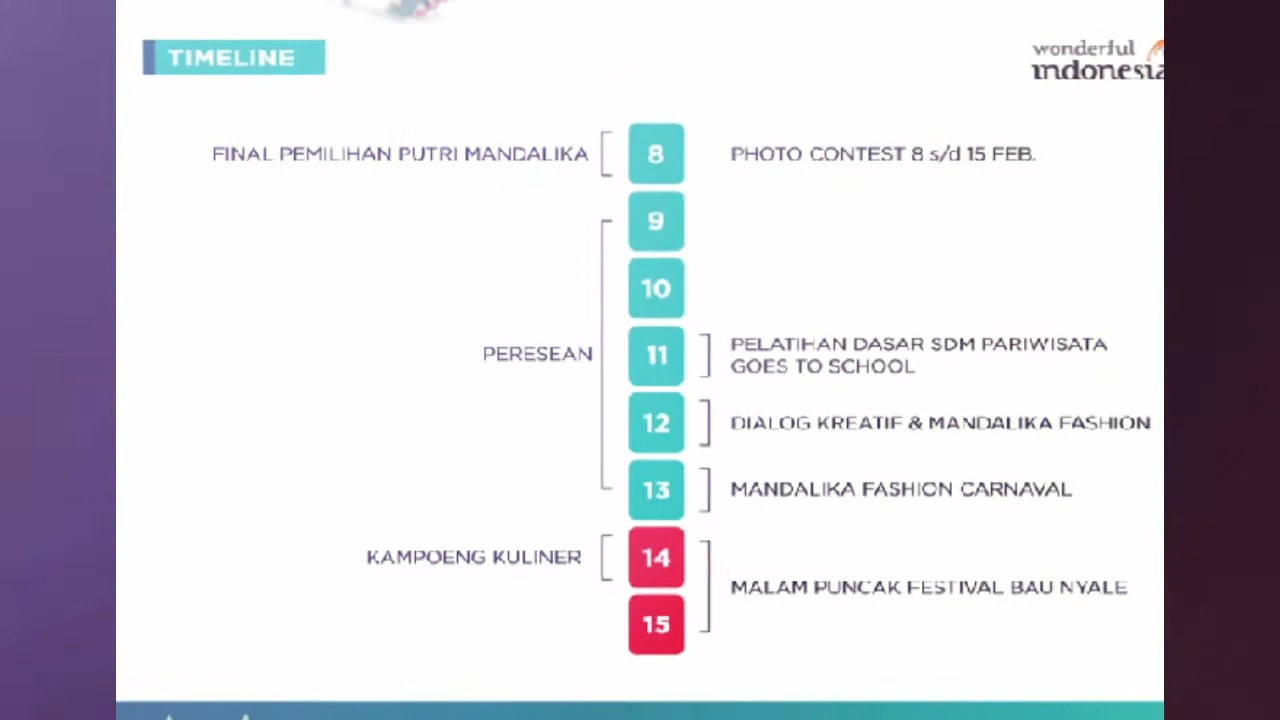 TIMELINE
wonderful
indonesia
FINAL PEMILIHAN PUTRI MANDALIKA
8
PHOTO CONTEST 8 s/d 15 FEB.
9
10
PERESEAN
11
PELATIHAN DASAR SDM PARIWISATA
GOES TO SCHOOL
12
DIALOG KREATIF & MANDALIKA FASHION
13
MANDALIKA FASHION CARNAVAL
KAMPOENG KULINER
14
MALAM PUNCAK FESTIVAL BAU NYALE
15